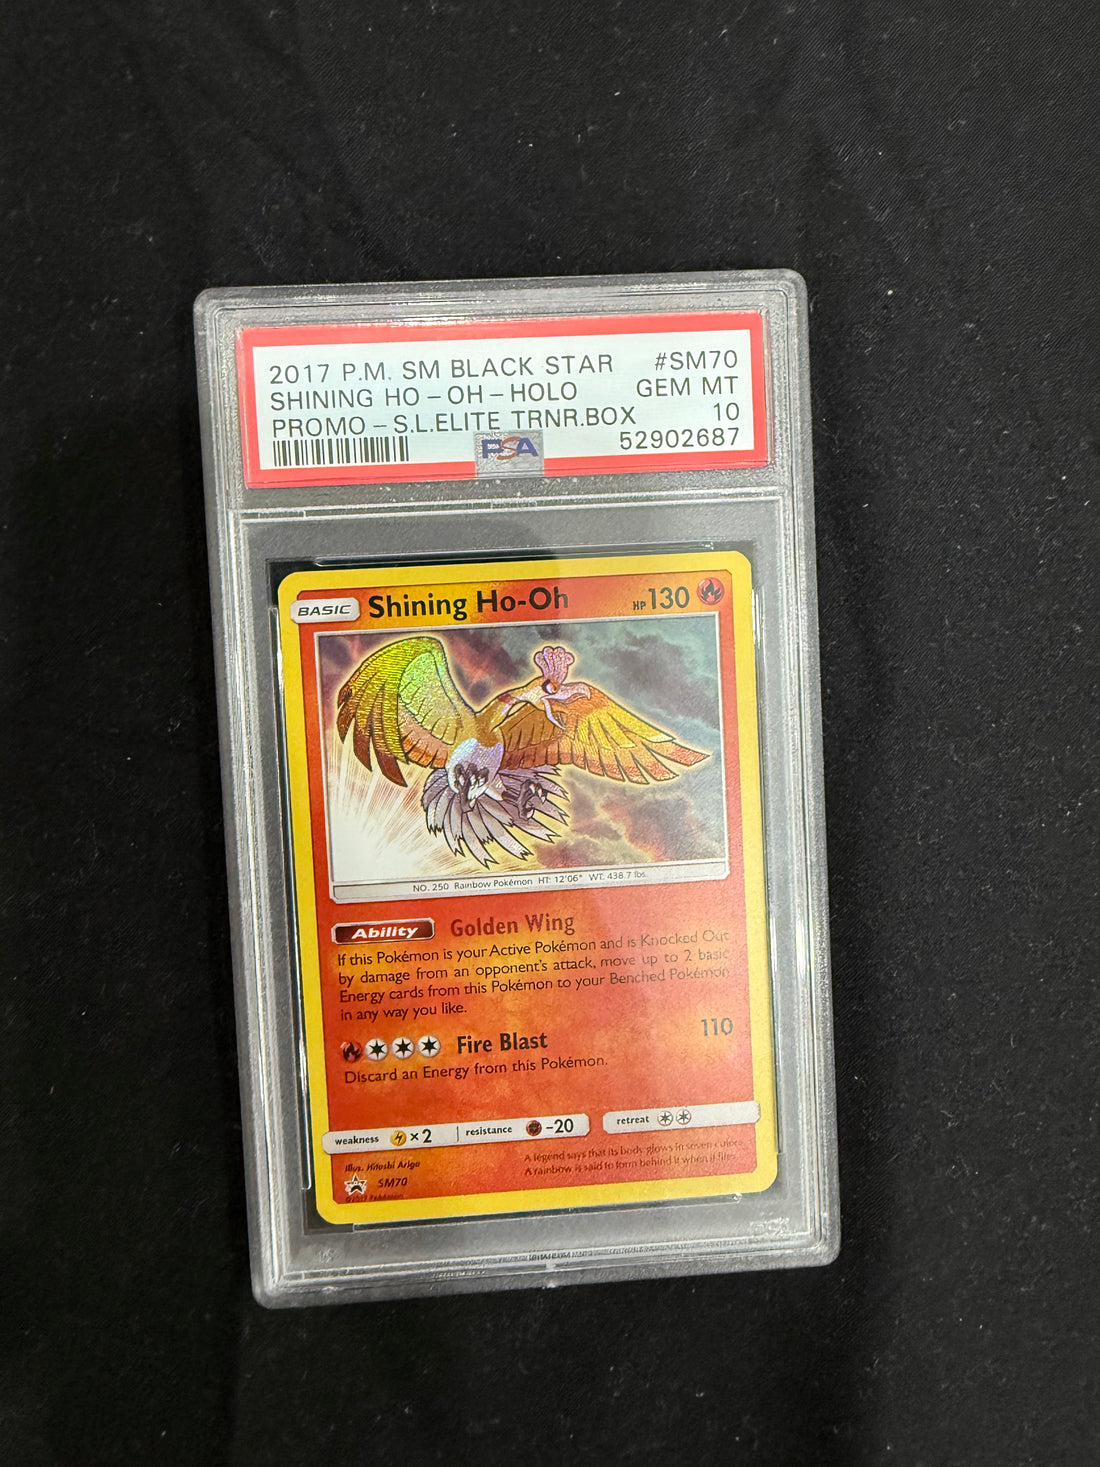 2017 P.M. SM BLACK STAR #SM70
SHINING HO-OH-HOLO GEM MT
PROMO-S.L.ELITE TRNR.BOX 10
PSA 52902687
BASIC Shining Ho-Oh HP 130
NO. 250 Rainbow Pokémon HT: 12'06" WT: 438.7 lbs.
Ability Golden Wing
If this Pokémon is your Active Pokémon and is Knocked Out
by damage from an opponent's attack, move up to 2 basic
Energy cards from this Pokémon to your Benched Pokémon
in any way you like.
Fire Blast 110
Discard an Energy from this Pokémon.
weakness ×2 resistance -20 retreat
Illus. Hitoshi Ariga
A legend says that its body glows in seven colors.
A rainbow is said to form behind it when it flies.
SM70
©2017 Pokémon